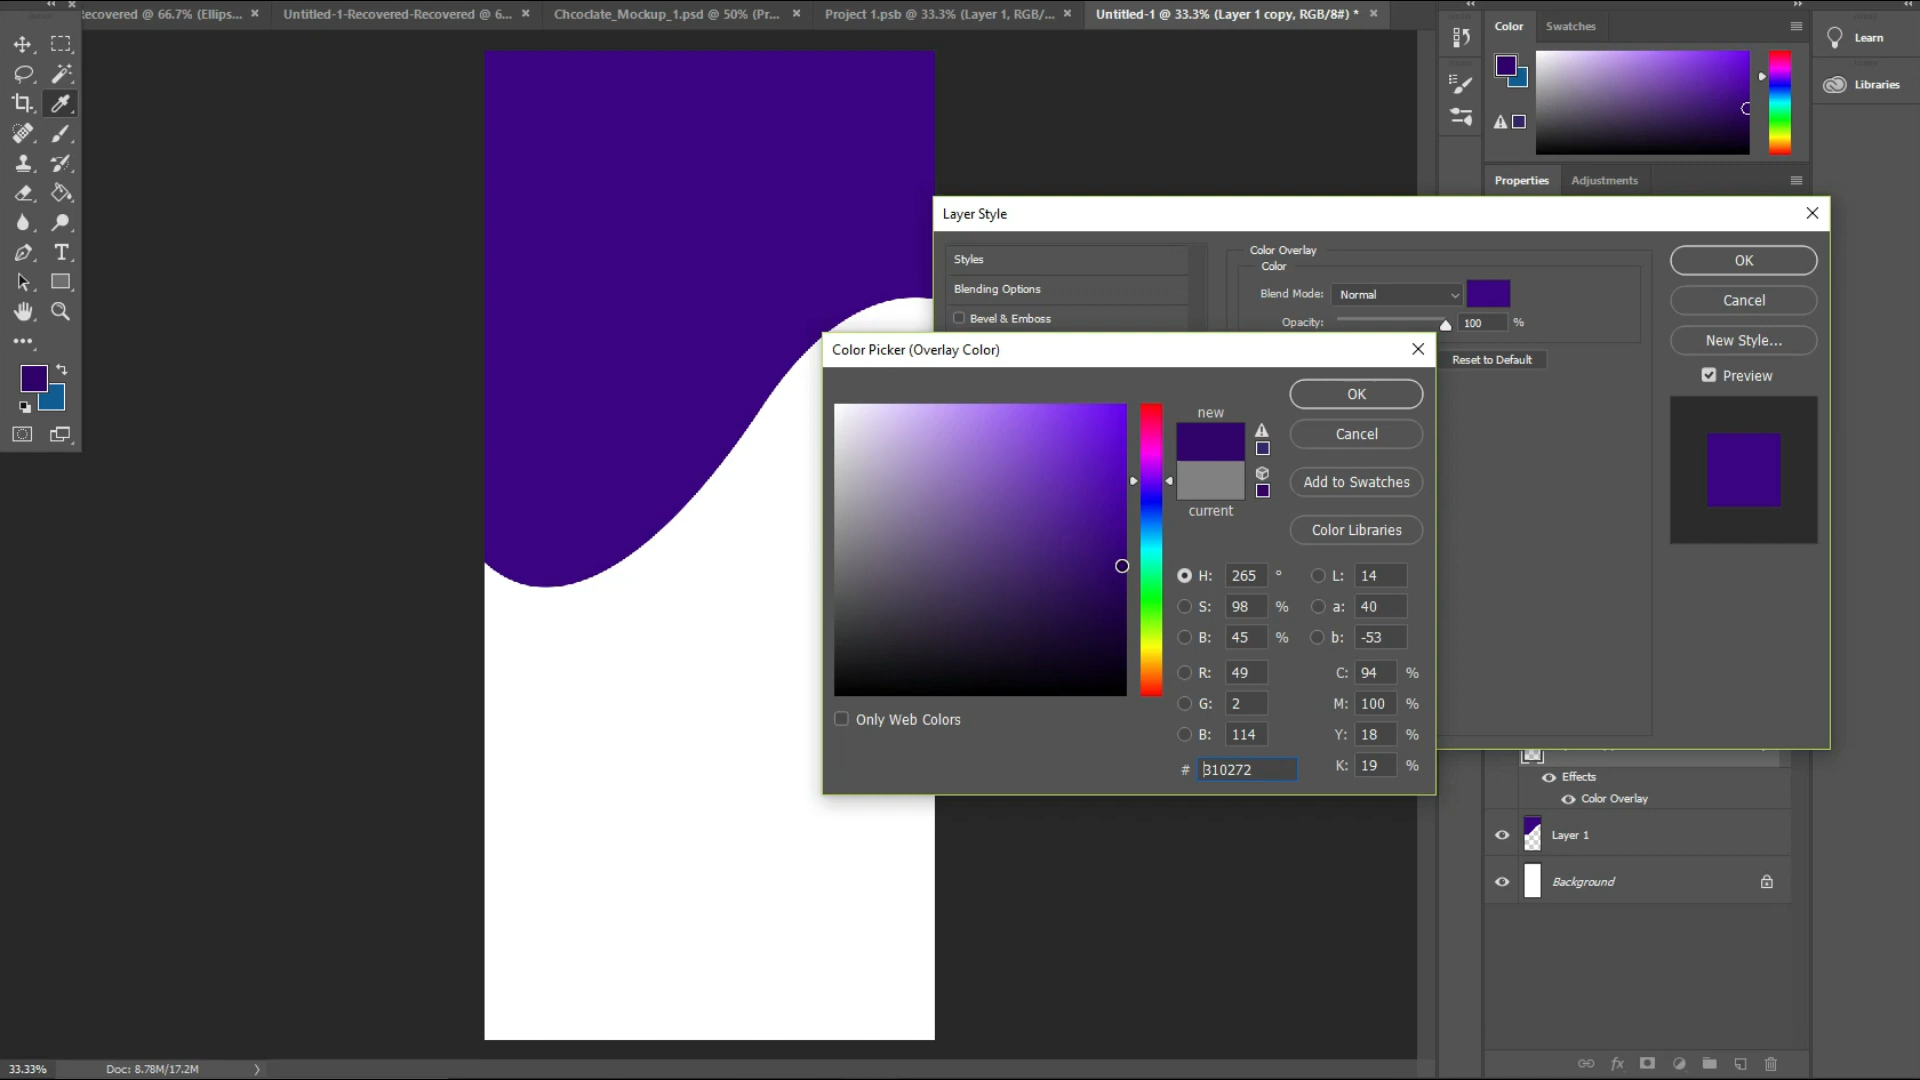 ecovered @ 66.7% (Ellips...
Untitled-1-Recovered-Recovered @ 6...
Chcoclate_Mockup_1.psd @ 50% (Pr...
Project 1.psb @ 33.3% (Layer 1, RGB/...
Untitled-1 @ 33.3% (Layer 1 copy, RGB/8#) *
Color
Swatches
Learn
Libraries
Properties
Adjustments
Layer Style
Styles
Blending Options
Bevel & Emboss
Color Overlay
Color
Blend Mode: Normal
Opacity: 100 %
Reset to Default
OK
Cancel
New Style...
Preview
Color Picker (Overlay Color)
new
current
OK
Cancel
Add to Swatches
Color Libraries
H: 265 °
S: 98 %
B: 45 %
R: 49
G: 2
B: 114
# 310272
L: 14
a: 40
b: -53
C: 94 %
M: 100 %
Y: 18 %
K: 19 %
Only Web Colors
Effects
Color Overlay
Layer 1
Background
fx
33.33%
Doc: 8.78M/17.2M